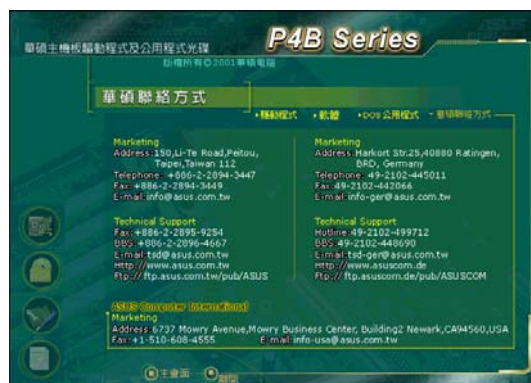 華碩主機板驅動程式及公用程式光碟
P4B Series
版權所有©2001華碩電腦
華碩聯絡方式
驅動程式 軟體 DOS 公用程式 華碩聯絡方式
Marketing
Address:150,Li-Te Road,Peitou,
Taipei,Taiwan 112
Telephone: +886-2-2894-3447
Fax:+886-2-2894-3449
E-mail:info@asus.com.tw
Technical Support
Fax:+886-2-2895-9254
BBS:+886-2-2896-4667
E-mail:tsd@asus.com.tw
Http://www.asus.com.tw
Ftp://ftp.asus.com.tw/pub/ASUS
Marketing
Address:Harkort Str.25,40880 Ratingen,
BRD, Germany
Telephone: 49-2102-445011
Fax:49-2102-442066
E-mail:info-ger@asus.com.tw
Technical Support
Hotline:49-2102-499712
BBS:49-2102-448690
E-mail:tsd-ger@asus.com.tw
Http://www.asuscom.de
Ftp://ftp.asuscom.de/pub/ASUSCOM
ASUS Computer International
Marketing
Address:6737 Mowry Avenue,Mowry Business Center, Building2 Newark,CA94560,USA
Fax:+1-510-608-4555 E-mail:info-usa@asus.com.tw
主畫面